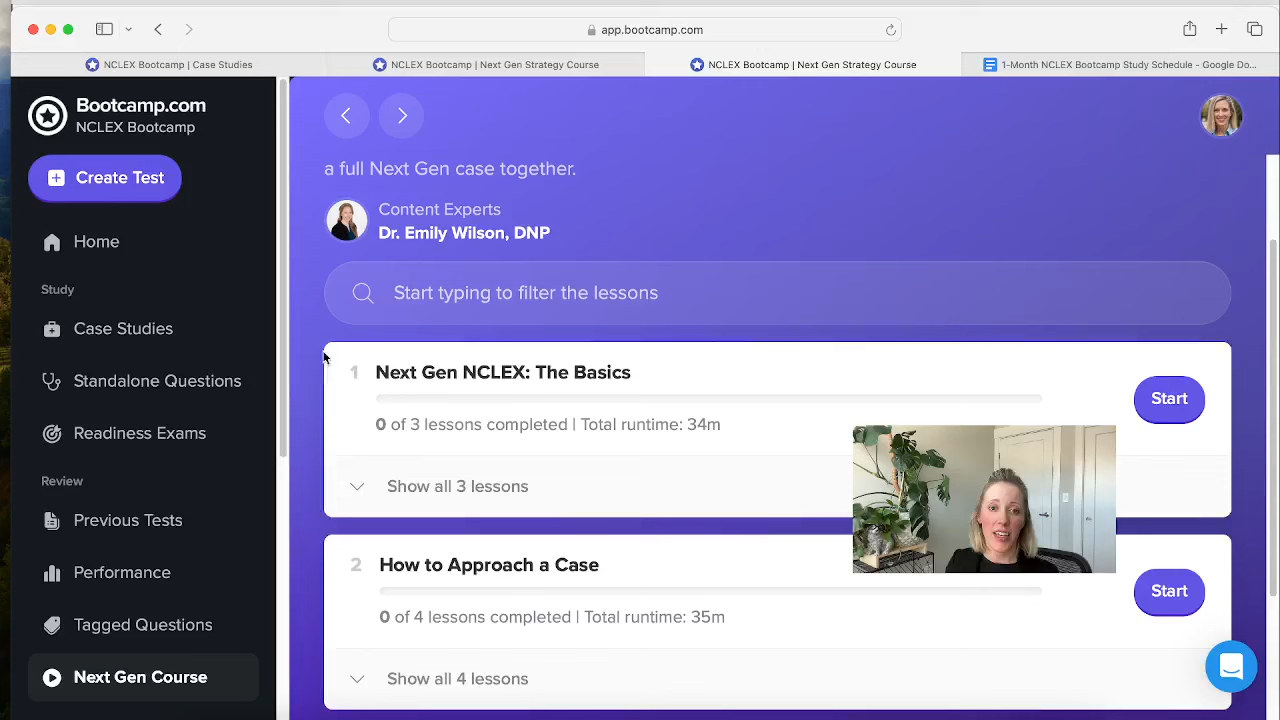 app.bootcamp.com
NCLEX Bootcamp | Case Studies
NCLEX Bootcamp | Next Gen Strategy Course
NCLEX Bootcamp | Next Gen Strategy Course
1-Month NCLEX Bootcamp Study Schedule - Google Do...
Bootcamp.com
NCLEX Bootcamp
Create Test
Home
Study
Case Studies
Standalone Questions
Readiness Exams
Review
Previous Tests
Performance
Tagged Questions
Next Gen Course
a full Next Gen case together.
Content Experts
Dr. Emily Wilson, DNP
Start typing to filter the lessons
1 Next Gen NCLEX: The Basics
0 of 3 lessons completed | Total runtime: 34m
Start
Show all 3 lessons
2 How to Approach a Case
0 of 4 lessons completed | Total runtime: 35m
Start
Show all 4 lessons